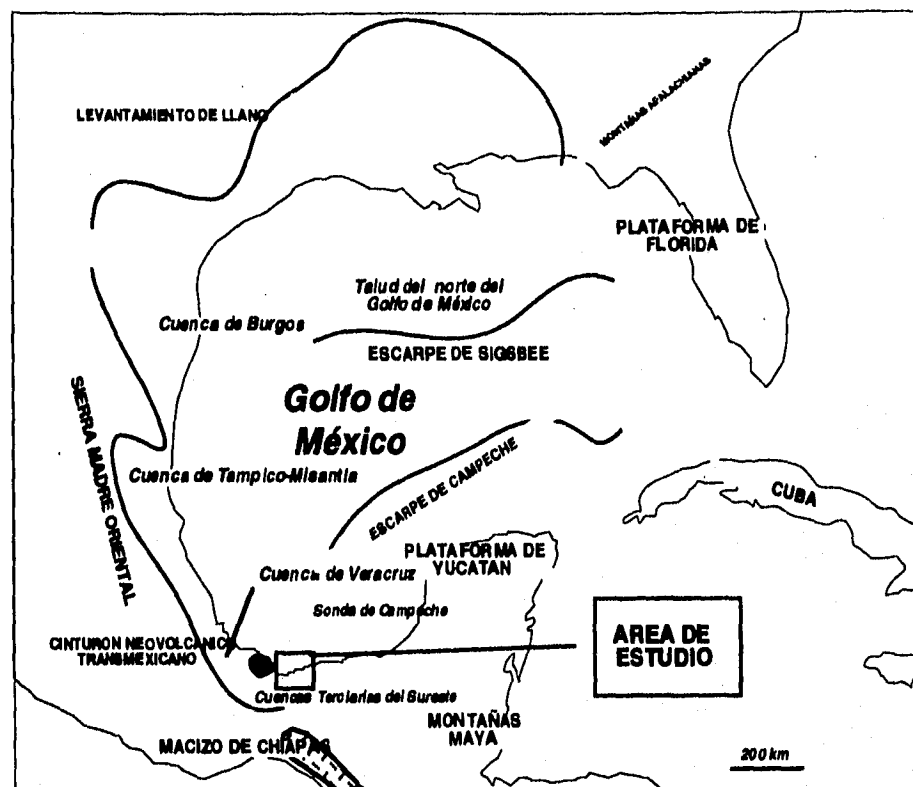 LEVANTAMIENTO DE LLANO
MONTAÑAS APALACHIANAS
PLATAFORMA DE
FLORIDA
Talud del norte del
Golfo de México
Cuenca de Burgos
ESCARPE DE SIGSBEE
SIERRA MADRE ORIENTAL
Golfo de
México
Cuenca de Tampico-Misantla
ESCARPE DE CAMPECHE
CUBA
PLATAFORMA DE
YUCATAN
Cuenca de Veracruz
Sonda de Campeche
AREA DE
ESTUDIO
CINTURON NEOVOLCANICO
TRANSMEXICANO
Cuencas Terciarias del Sureste
MONTAÑAS
MAYA
MACIZO DE CHIAPAS
200 km